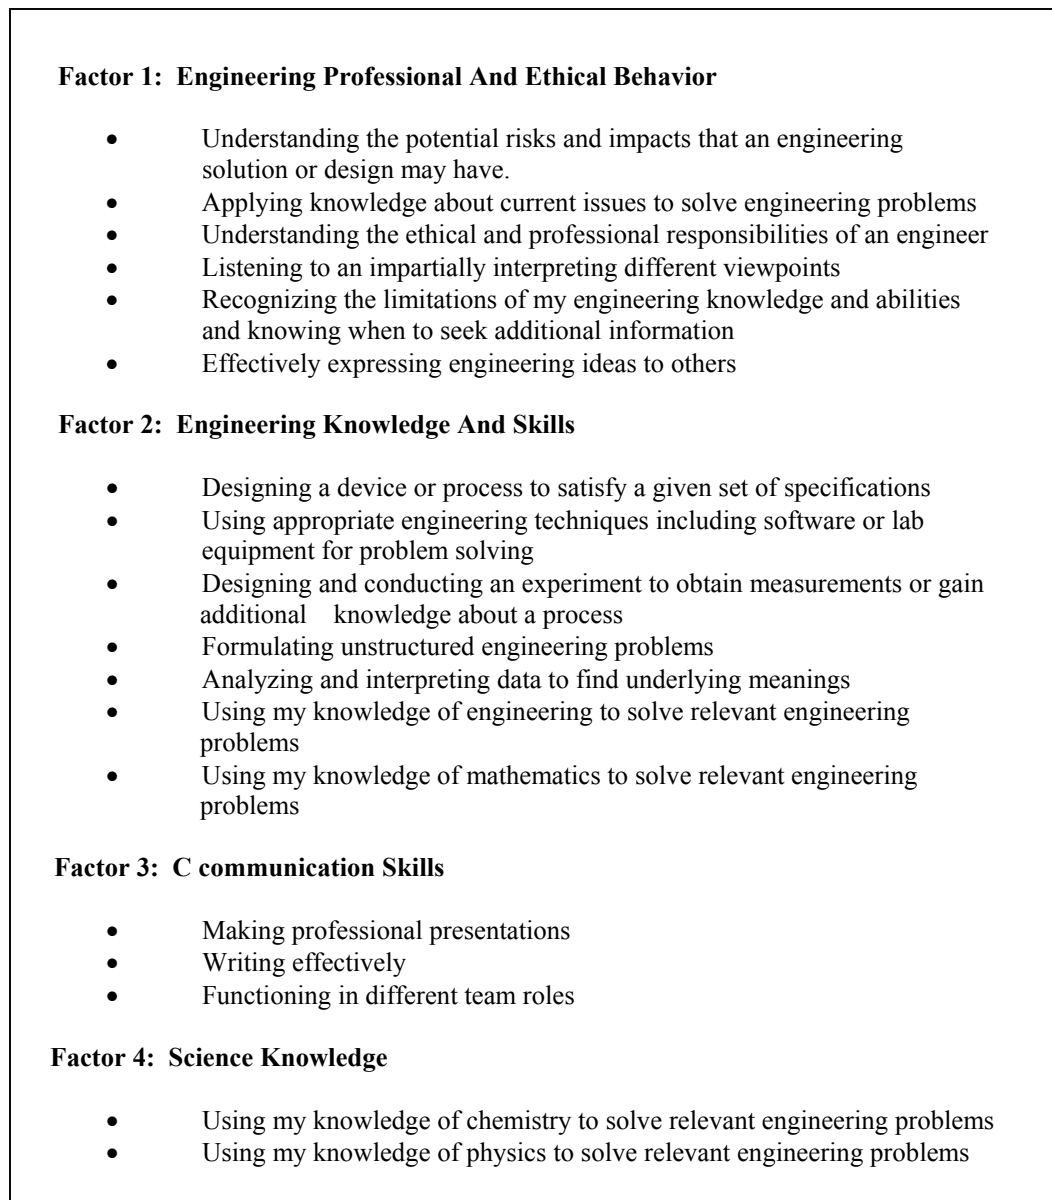 Factor 1:  Engineering Professional And Ethical Behavior
• Understanding the potential risks and impacts that an engineering
solution or design may have.
• Applying knowledge about current issues to solve engineering problems
• Understanding the ethical and professional responsibilities of an engineer
• Listening to an impartially interpreting different viewpoints
• Recognizing the limitations of my engineering knowledge and abilities
and knowing when to seek additional information
• Effectively expressing engineering ideas to others
Factor 2:  Engineering Knowledge And Skills
• Designing a device or process to satisfy a given set of specifications
• Using appropriate engineering techniques including software or lab
equipment for problem solving
• Designing and conducting an experiment to obtain measurements or gain
additional    knowledge about a process
• Formulating unstructured engineering problems
• Analyzing and interpreting data to find underlying meanings
• Using my knowledge of engineering to solve relevant engineering
problems
• Using my knowledge of mathematics to solve relevant engineering
problems
Factor 3:  C communication Skills
• Making professional presentations
• Writing effectively
• Functioning in different team roles
Factor 4:  Science Knowledge
• Using my knowledge of chemistry to solve relevant engineering problems
• Using my knowledge of physics to solve relevant engineering problems